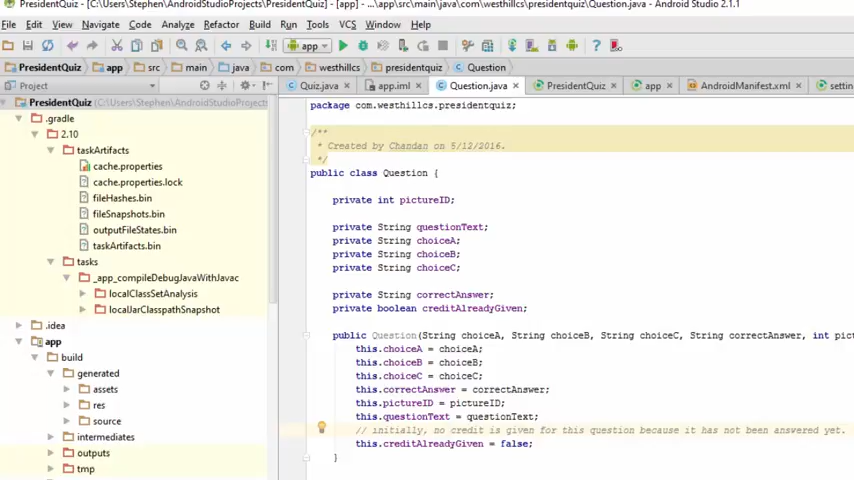 PresidentQuiz - [C:\Users\Stephen\AndroidStudioProjects\PresidentQuiz] - [app] - ...\app\src\main\java\com\westhillcs\presidentquiz\Question.java - Android Studio 2.1.1
File Edit View Navigate Code Analyze Refactor Build Run Tools VCS Window Help
app
PresidentQuiz app src main java com westhillcs presidentquiz Question
Project
Quiz.java app.iml Question.java PresidentQuiz app AndroidManifest.xml settin
PresidentQuiz (C:\Users\Stephen\AndroidStudioProjects
.gradle
2.10
taskArtifacts
cache.properties
cache.properties.lock
fileHashes.bin
fileSnapshots.bin
outputFileStates.bin
taskArtifacts.bin
tasks
_app_compileDebugJavaWithJavac
localClassSetAnalysis
localJarClasspathSnapshot
.idea
app
build
generated
assets
res
source
intermediates
outputs
tmp
package com.westhillcs.presidentquiz;
/**
* Created by Chandan on 5/12/2016.
*/
public class Question {
private int pictureID;
private String questionText;
private String choiceA;
private String choiceB;
private String choiceC;
private String correctAnswer;
private boolean creditAlreadyGiven;
public Question(String choiceA, String choiceB, String choiceC, String correctAnswer, int pict
this.choiceA = choiceA;
this.choiceB = choiceB;
this.choiceC = choiceC;
this.correctAnswer = correctAnswer;
this.pictureID = pictureID;
this.questionText = questionText;
// initially, no credit is given for this question because it has not been answered yet.
this.creditAlreadyGiven = false;
}